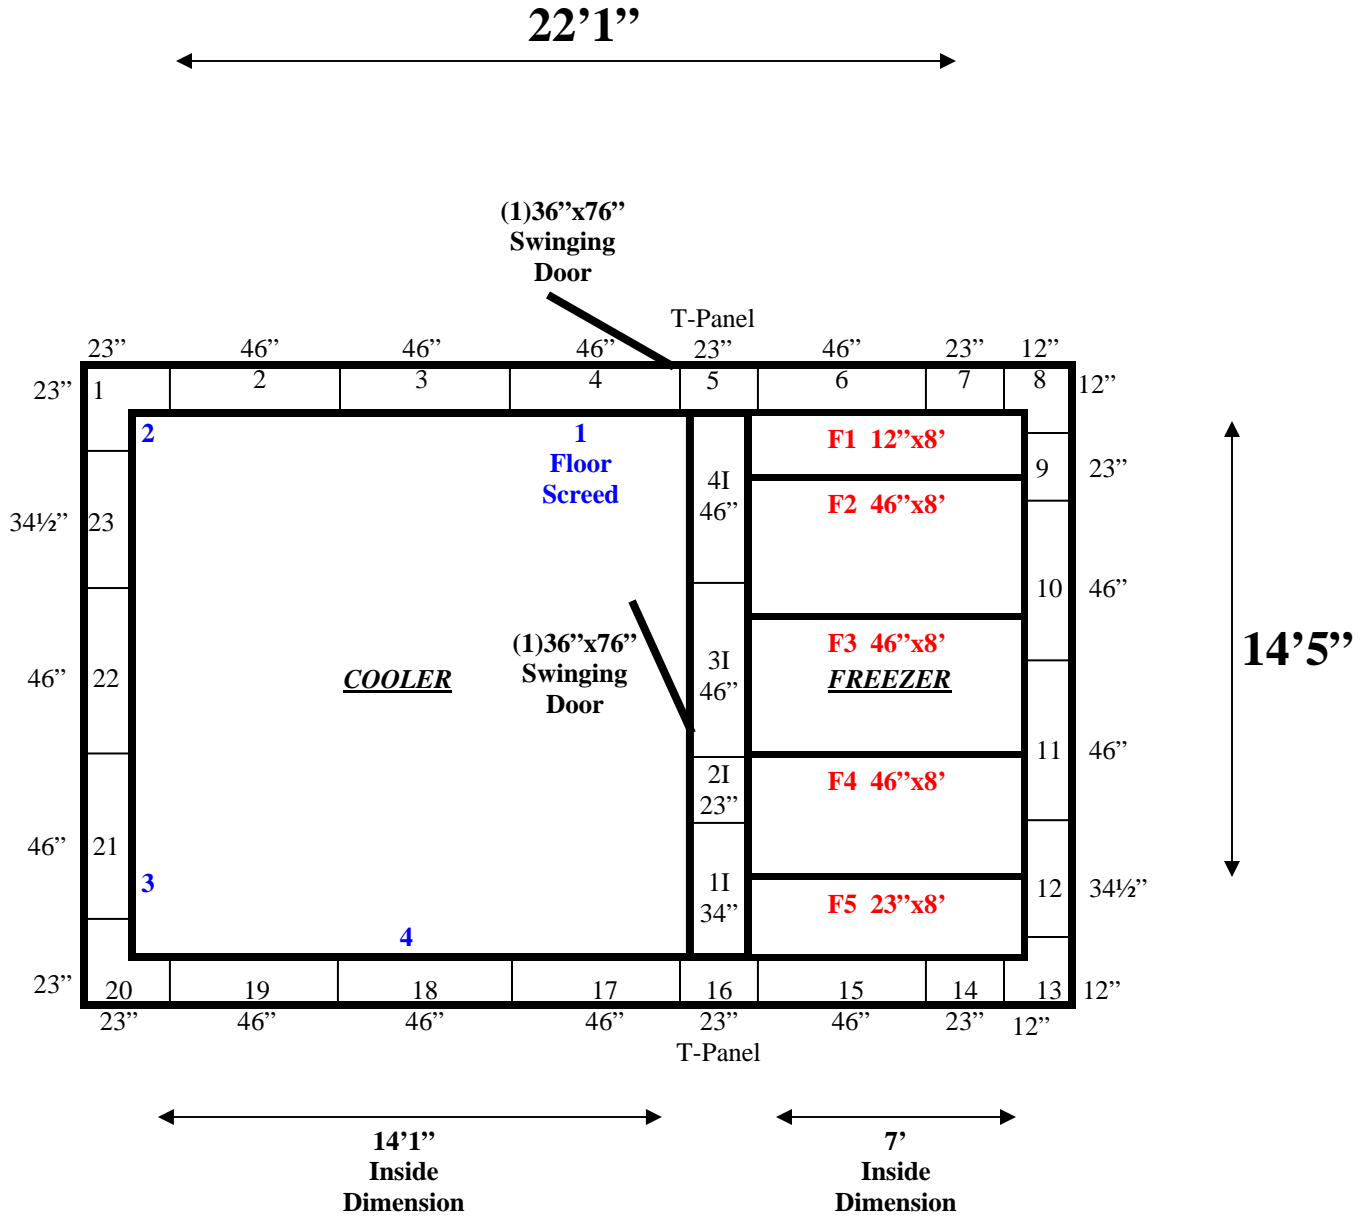 22’1”
(1)36”x76”
Swinging
Door
T-Panel
23” 46” 46” 46” 23” 46” 23” 12”
23” 1 2 3 4 5 6 7 8 12”
2 1 F1 12”x8’
Floor
Screed
4I
46”
9 23”
F2 46”x8’
34½” 23
10 46”
(1)36”x76”
Swinging
Door
3I
46”
F3 46”x8’
14’5”
46” 22 COOLER FREEZER
2I
23”
11 46”
F4 46”x8’
46” 21
3
1I
34”
12 34½”
F5 23”x8’
4
23” 20 19 18 17 16 15 14 13 12”
23” 46” 46” 46” 23” 46” 23” 12”
T-Panel
14’1”
Inside
Dimension
7’
Inside
Dimension